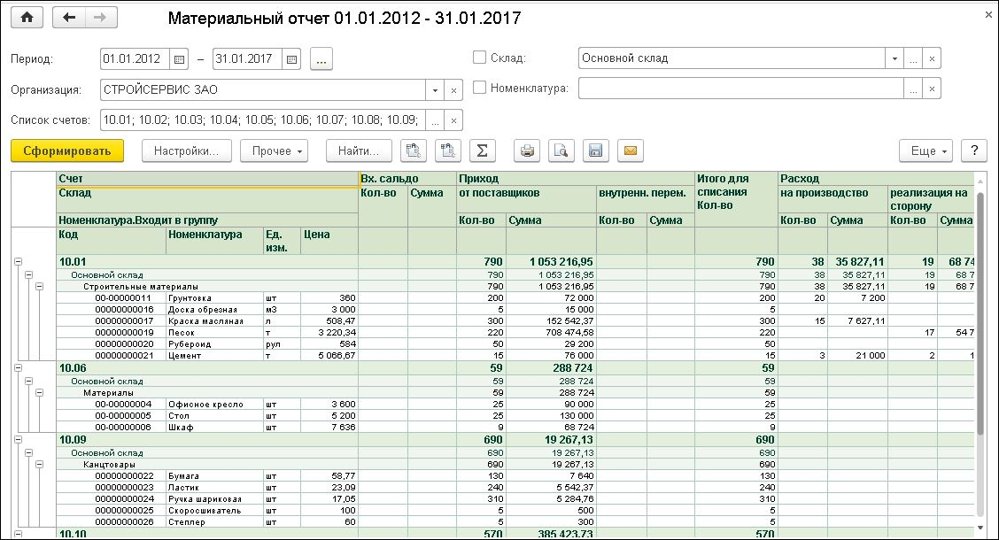 Материальный отчет 01.01.2012 - 31.01.2017
Период: 01.01.2012 – 31.01.2017 ... Склад: Основной склад ...
Организация: СТРОЙСЕРВИС ЗАО Номенклатура: ...
Список счетов: 10.01; 10.02; 10.03; 10.04; 10.05; 10.06; 10.07; 10.08; 10.09; ...
Сформировать Настройки... Прочее Найти... Σ Еще ?
Счет Вх. сальдо Приход Итого для Расход
Склад Кол-во Сумма от поставщиков внутренн. перем. списания на производство реализация на
Кол-во сторону
Номенклатура.Входит в группу Кол-во Сумма Кол-во Сумма Кол-во Сумма Кол-во Сумма
Код Номенклатура Ед. Цена
изм.
10.01 790 1 053 216,95 790 38 35 827,11 19 68 74
Основной склад 790 1 053 216,95 790 38 35 827,11 19 68 7
Строительные материалы 790 1 053 216,95 790 38 35 827,11 19 68 7
00-00000011 Грунтовка шт 360 200 72 000 200 20 7 200
00000000016 Доска обрезная м3 3 000 5 15 000 5
00000000017 Краска масляная л 508,47 300 152 542,37 300 15 7 627,11
00000000019 Песок т 3 220,34 220 708 474,58 220 17 54 7
00000000020 Рубероид рул 584 50 29 200 50
00000000021 Цемент т 5 066,67 15 76 000 15 3 21 000 2 1
10.06 59 288 724 59
Основной склад 59 288 724 59
Материалы 59 288 724 59
00-00000004 Офисное кресло шт 3 600 25 90 000 25
00-00000005 Стол шт 5 200 25 130 000 25
00-00000006 Шкаф шт 7 636 9 68 724 9
10.09 690 19 267,13 690
Основной склад 690 19 267,13 690
Канцтовары 690 19 267,13 690
00000000022 Бумага шт 58,77 130 7 640 130
00000000023 Ластик шт 23,09 240 5 542,37 240
00000000024 Ручка шариковая шт 17,05 310 5 284,76 310
00000000025 Скоросшиватель шт 100 5 500 5
00000000026 Степлер шт 60 5 300 5
10.10 570 385 423,73 570